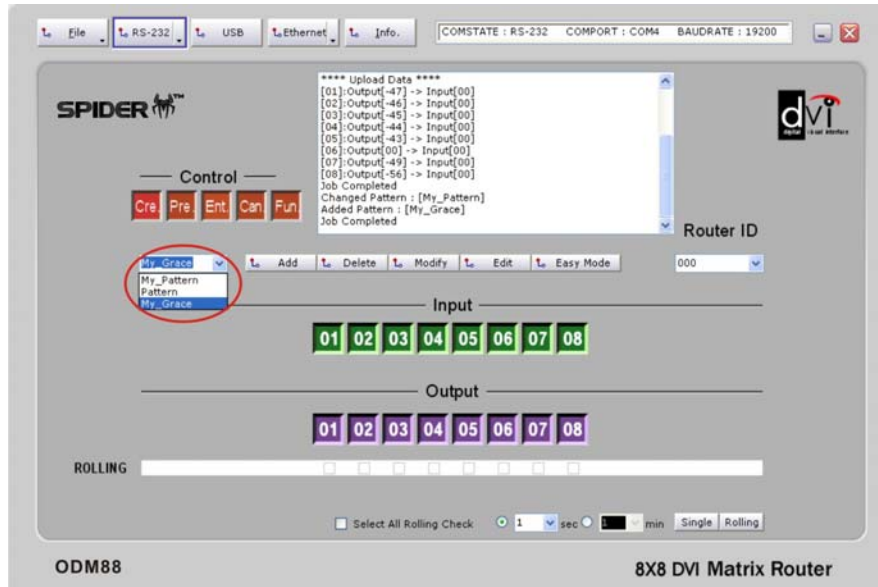 File RS-232 USB Ethernet Info. COMSTATE : RS-232 COMPORT : COM4 BAUDRATE : 19200
SPIDER™
dvi
**** Upload Data ****
[01]:Output[-47] -> Input[00]
[02]:Output[-46] -> Input[00]
[03]:Output[-45] -> Input[00]
[04]:Output[-44] -> Input[00]
[05]:Output[-43] -> Input[00]
[06]:Output[00] -> Input[00]
[07]:Output[-49] -> Input[00]
[08]:Output[-56] -> Input[00]
Job Completed
Changed Pattern : [My_Pattern]
Added Pattern : [My_Grace]
Job Completed
Control
Cre. Pre. Ent. Can. Fun.
Router ID
My_Grace Add Delete Modify Edit Easy Mode 000
My_Pattern
Pattern
My_Grace
Input
01 02 03 04 05 06 07 08
Output
01 02 03 04 05 06 07 08
ROLLING
Select All Rolling Check 1 sec 1 min Single Rolling
ODM88 8X8 DVI Matrix Router